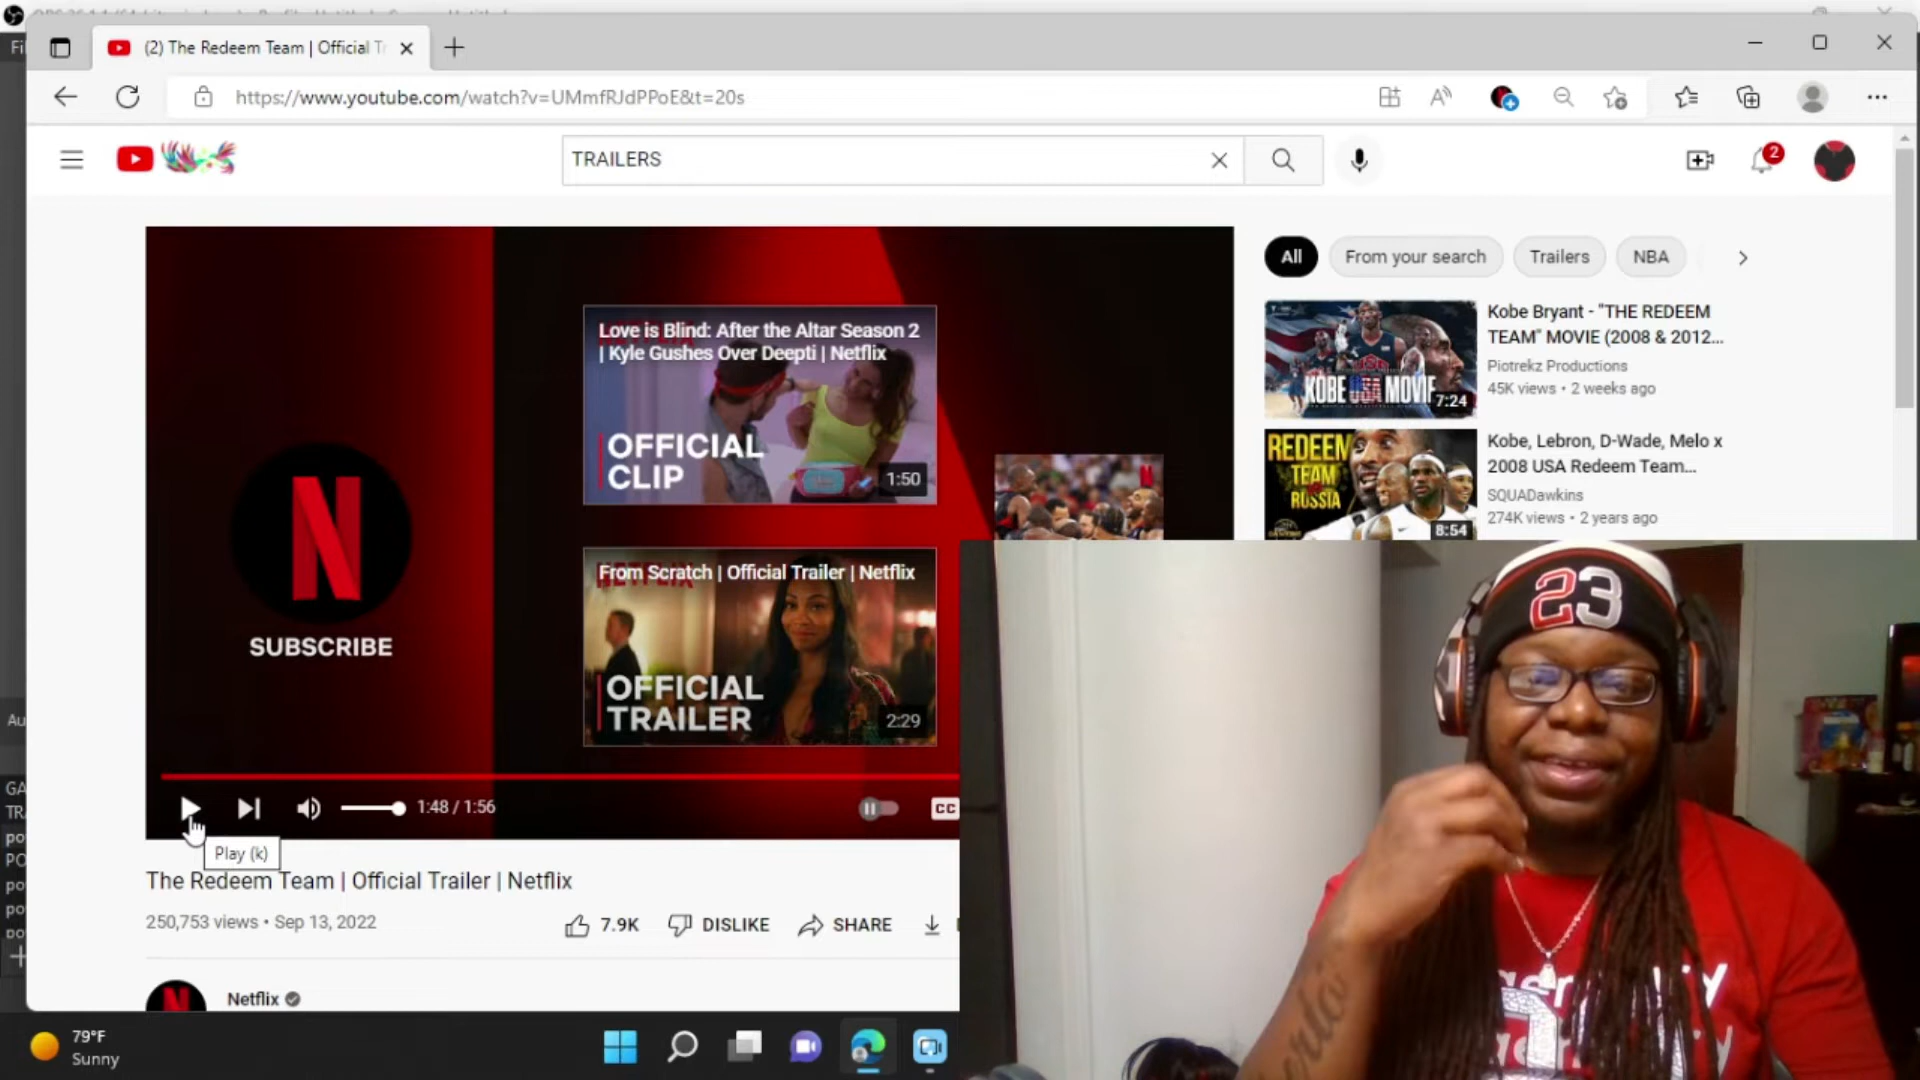 (2) The Redeem Team | Official Tr
https://www.youtube.com/watch?v=UMmfRJdPPoE&t=20s
TRAILERS
2
All
From your search
Trailers
NBA
Love is Blind: After the Altar Season 2
| Kyle Gushes Over Deepti | Netflix
OFFICIAL
CLIP
1:50
N
SUBSCRIBE
From Scratch | Official Trailer | Netflix
OFFICIAL
TRAILER
2:29
KOBE USA MOVIE
7:24
Kobe Bryant - "THE REDEEM
TEAM" MOVIE (2008 & 2012...
Piotrekz Productions
45K views • 2 weeks ago
REDEEM
TEAM
RUSSIA
8:54
Kobe, Lebron, D-Wade, Melo x
2008 USA Redeem Team...
SQUADawkins
274K views • 2 years ago
23
1:48 / 1:56
CC
Play (k)
The Redeem Team | Official Trailer | Netflix
250,753 views • Sep 13, 2022
7.9K
DISLIKE
SHARE
Netflix
79°F
Sunny